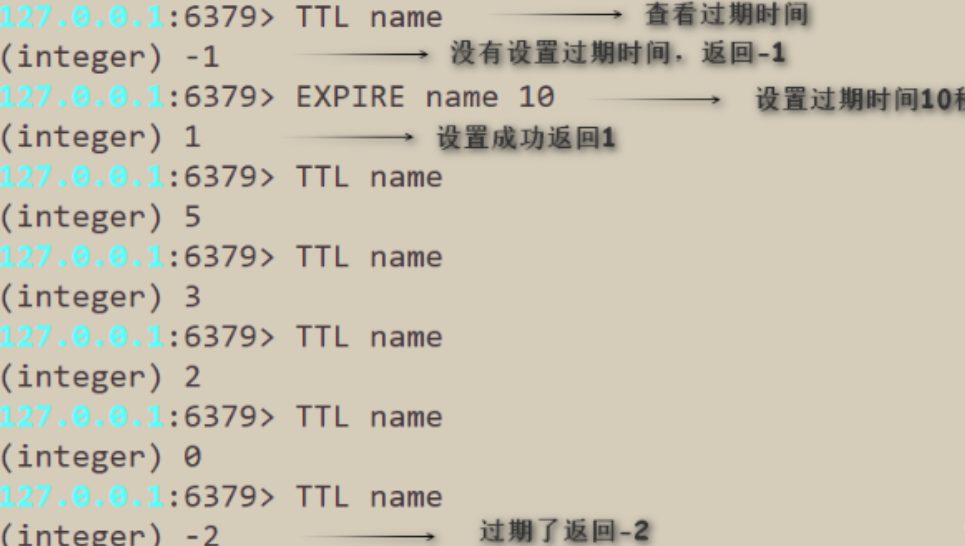 127.0.0.1:6379> TTL name 查看过期时间
(integer) -1 没有设置过期时间，返回-1
127.0.0.1:6379> EXPIRE name 10 设置过期时间10秒
(integer) 1 设置成功返回1
127.0.0.1:6379> TTL name
(integer) 5
127.0.0.1:6379> TTL name
(integer) 3
127.0.0.1:6379> TTL name
(integer) 2
127.0.0.1:6379> TTL name
(integer) 0
127.0.0.1:6379> TTL name
(integer) -2 过期了返回-2